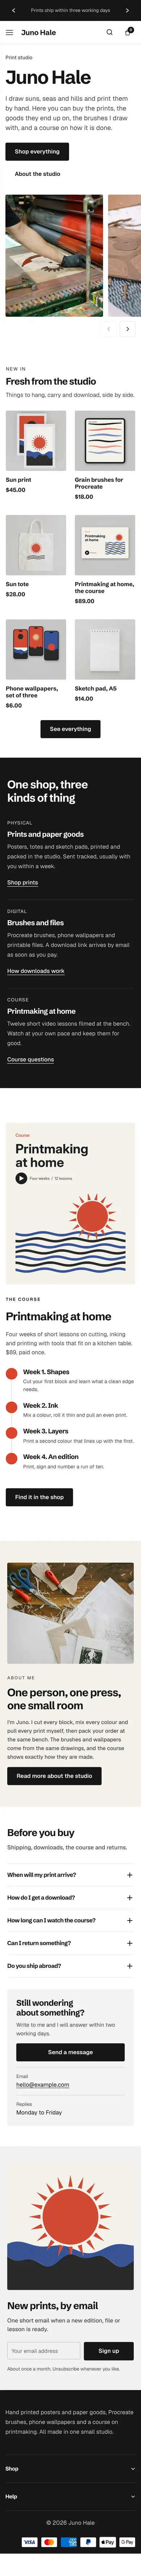 Prints ship within three working days
Juno Hale
0
Print studio
Juno Hale
I draw suns, seas and hills and print them
by hand. Here you can buy the prints, the
goods they end up on, the brushes I draw
with, and a course on how it is done.
Shop everything
About the studio
NEW IN
Fresh from the studio
Things to hang, carry and download, side by side.
Sun print
$45.00
Grain brushes for
Procreate
$18.00
Sun tote
$28.00
Printmaking at home,
the course
$89.00
Phone wallpapers,
set of three
$6.00
Sketch pad, A5
$14.00
See everything
One shop, three
kinds of thing
PHYSICAL
Prints and paper goods
Posters, totes and sketch pads, printed and
packed in the studio. Sent tracked, usually with
you within a week.
Shop prints
DIGITAL
Brushes and files
Procreate brushes, phone wallpapers and
printable files. A download link arrives by email
as soon as you pay.
How downloads work
COURSE
Printmaking at home
Twelve short video lessons filmed at the bench.
Watch at your own pace and keep them for
good.
Course questions
Course
Printmaking
at home
Four weeks / 12 lessons
THE COURSE
Printmaking at home
Four weeks of short lessons on cutting, inking
and printing with tools that fit on a kitchen table.
$89, paid once.
Week 1. Shapes
Cut your first block and learn what a clean edge
needs.
Week 2. Ink
Mix a colour, roll it thin and pull an even print.
Week 3. Layers
Print a second colour that lines up with the first.
Week 4. An edition
Print, sign and number a run of ten.
Find it in the shop
ABOUT ME
One person, one press,
one small room
I'm Juno. I cut every block, mix every colour and
pull every print myself, then pack your order at
the same bench. The brushes and wallpapers
come from the same drawings, and the course
shows exactly how they are made.
Read more about the studio
Before you buy
Shipping, downloads, the course and returns.
When will my print arrive?
How do I get a download?
How long can I watch the course?
Can I return something?
Do you ship abroad?
Still wondering
about something?
Write to me and I will answer within two
working days.
Send a message
Email
hello@example.com
Replies
Monday to Friday
New prints, by email
One short email when a new edition, file or
lesson is ready.
Your email address
Sign up
About once a month. Unsubscribe whenever you like.
Hand printed posters and paper goods, Procreate
brushes, phone wallpapers and a course on
printmaking. All made in one small studio.
Shop
Help
© 2026 Juno Hale
VISA
Pay
G Pay